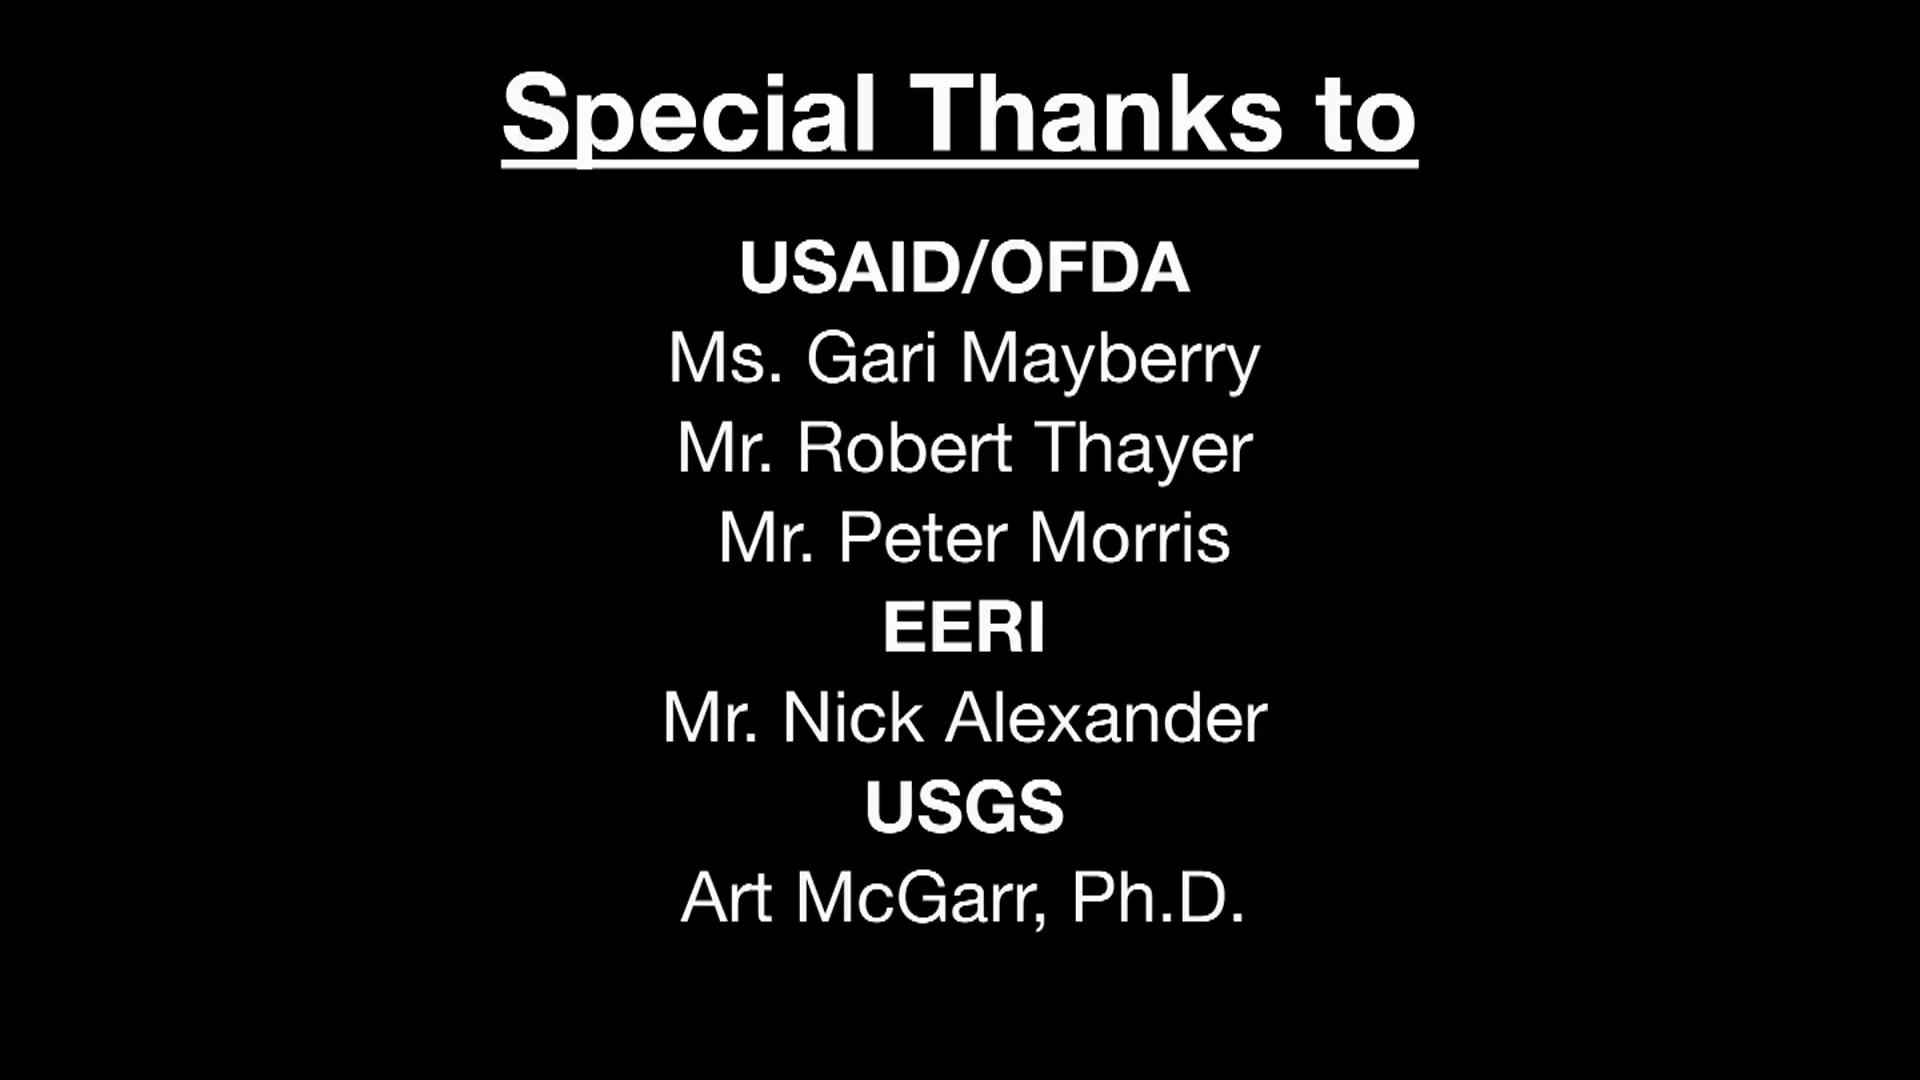 Special Thanks to
USAID/OFDA
Ms. Gari Mayberry
Mr. Robert Thayer
Mr. Peter Morris
EERI
Mr. Nick Alexander
USGS
Art McGarr, Ph.D.